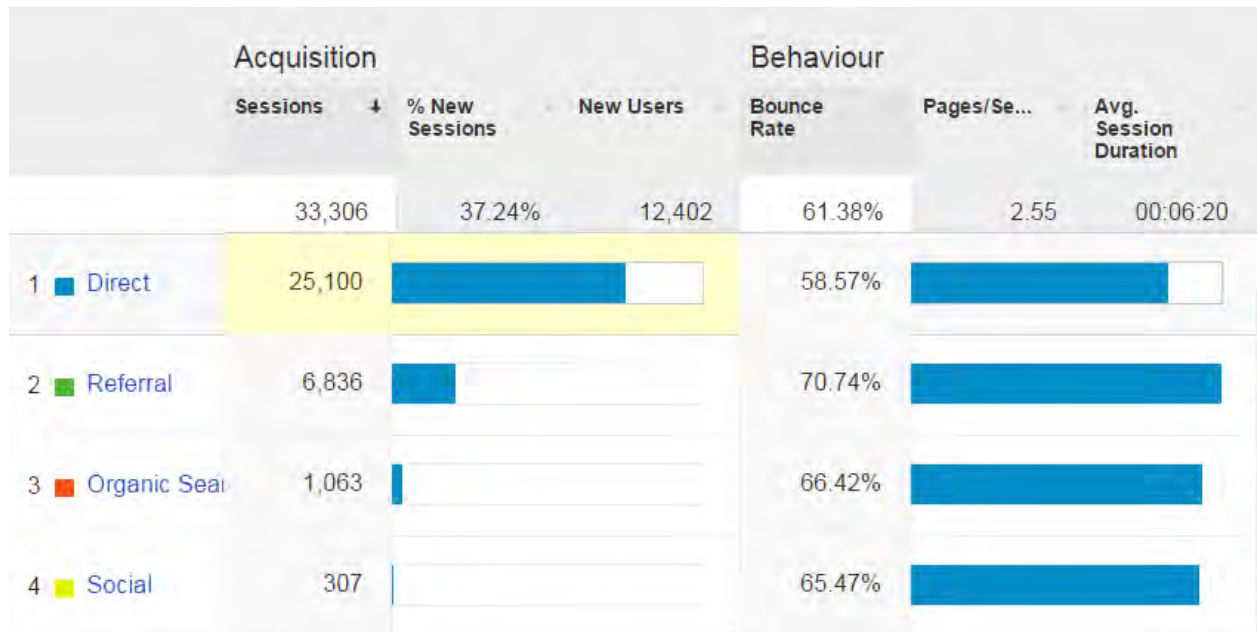 Acquisition Behaviour
Sessions % New Sessions New Users Bounce Rate Pages/Se... Avg. Session Duration
33,306 37.24% 12,402 61.38% 2.55 00:06:20
1 Direct 25,100 58.57%
2 Referral 6,836 70.74%
3 Organic Sear 1,063 66.42%
4 Social 307 65.47%